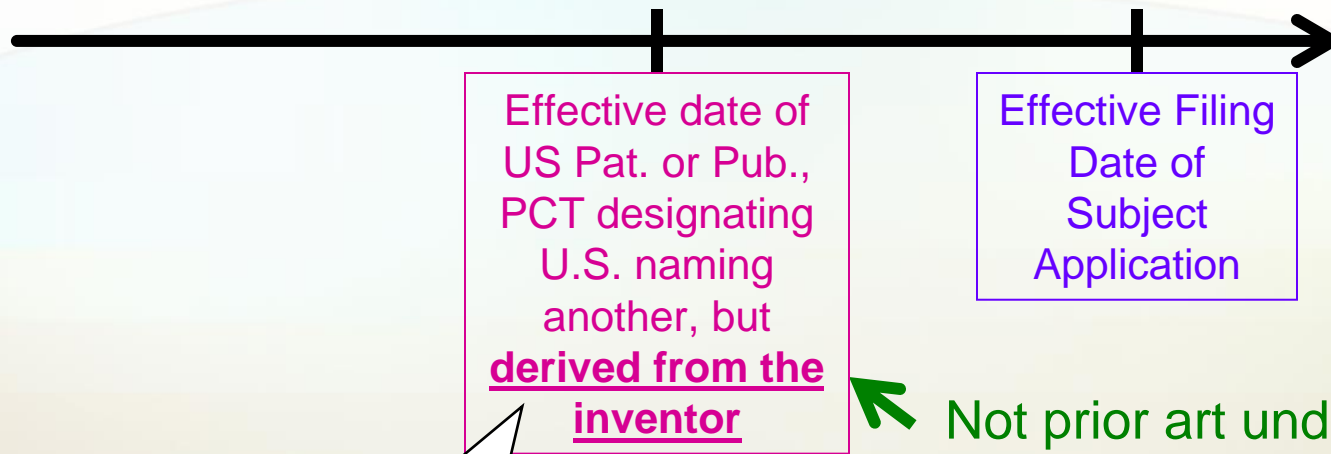 Effective date of
US Pat. or Pub.,
PCT designating
U.S. naming
another, but
derived from the
inventor
Effective Filing
Date of
Subject
Application
Not prior art und